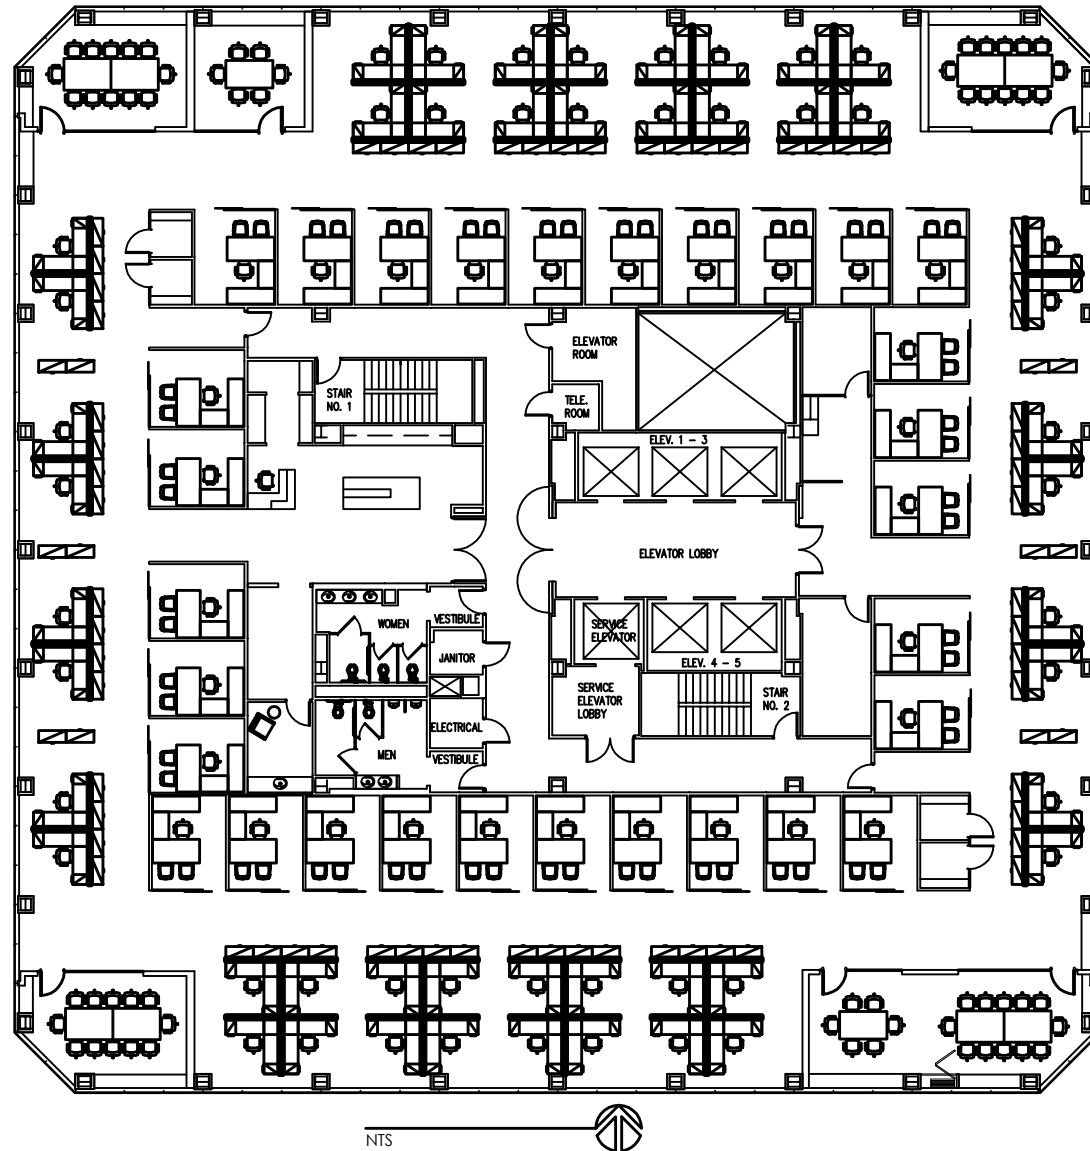 ELEVATOR
ROOM
STAIR
NO. 1
TELE.
ROOM
ELEV. 1 - 3
ELEVATOR LOBBY
WOMEN
VESTIBULE
SERVICE
ELEVATOR
JANITOR
ELEV. 4 - 5
SERVICE
ELEVATOR
LOBBY
STAIR
NO. 2
ELECTRICAL
MEN
VESTIBULE
NTS